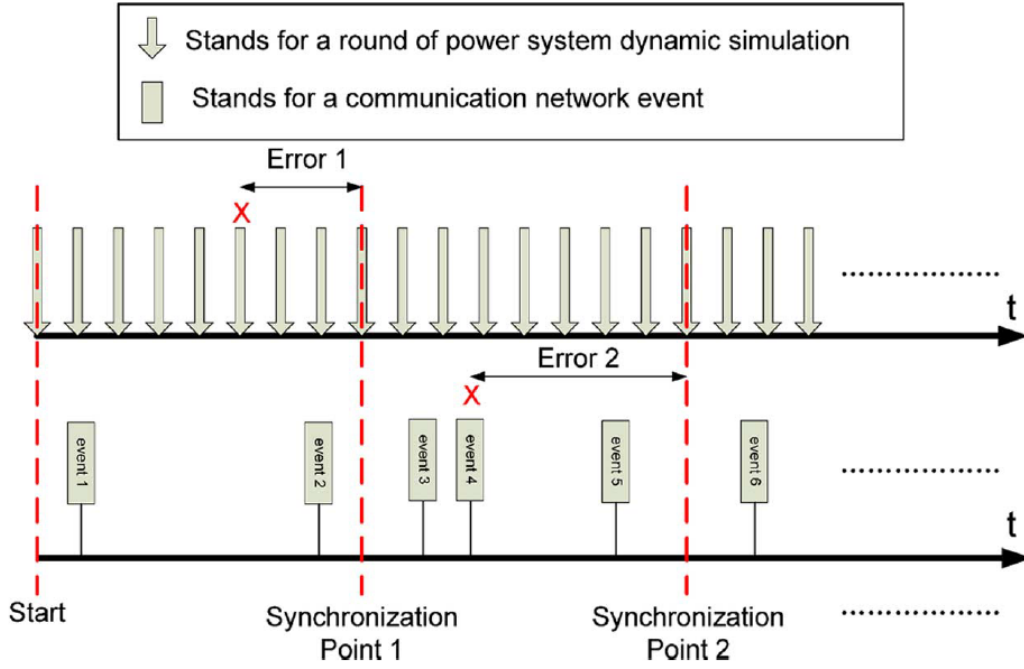 Stands for a round of power system dynamic simulation
Stands for a communication network event
Error 1
X
t
Error 2
X
event 1
event 2
event 3
event 4
event 5
event 6
t
Start
Synchronization
Point 1
Synchronization
Point 2